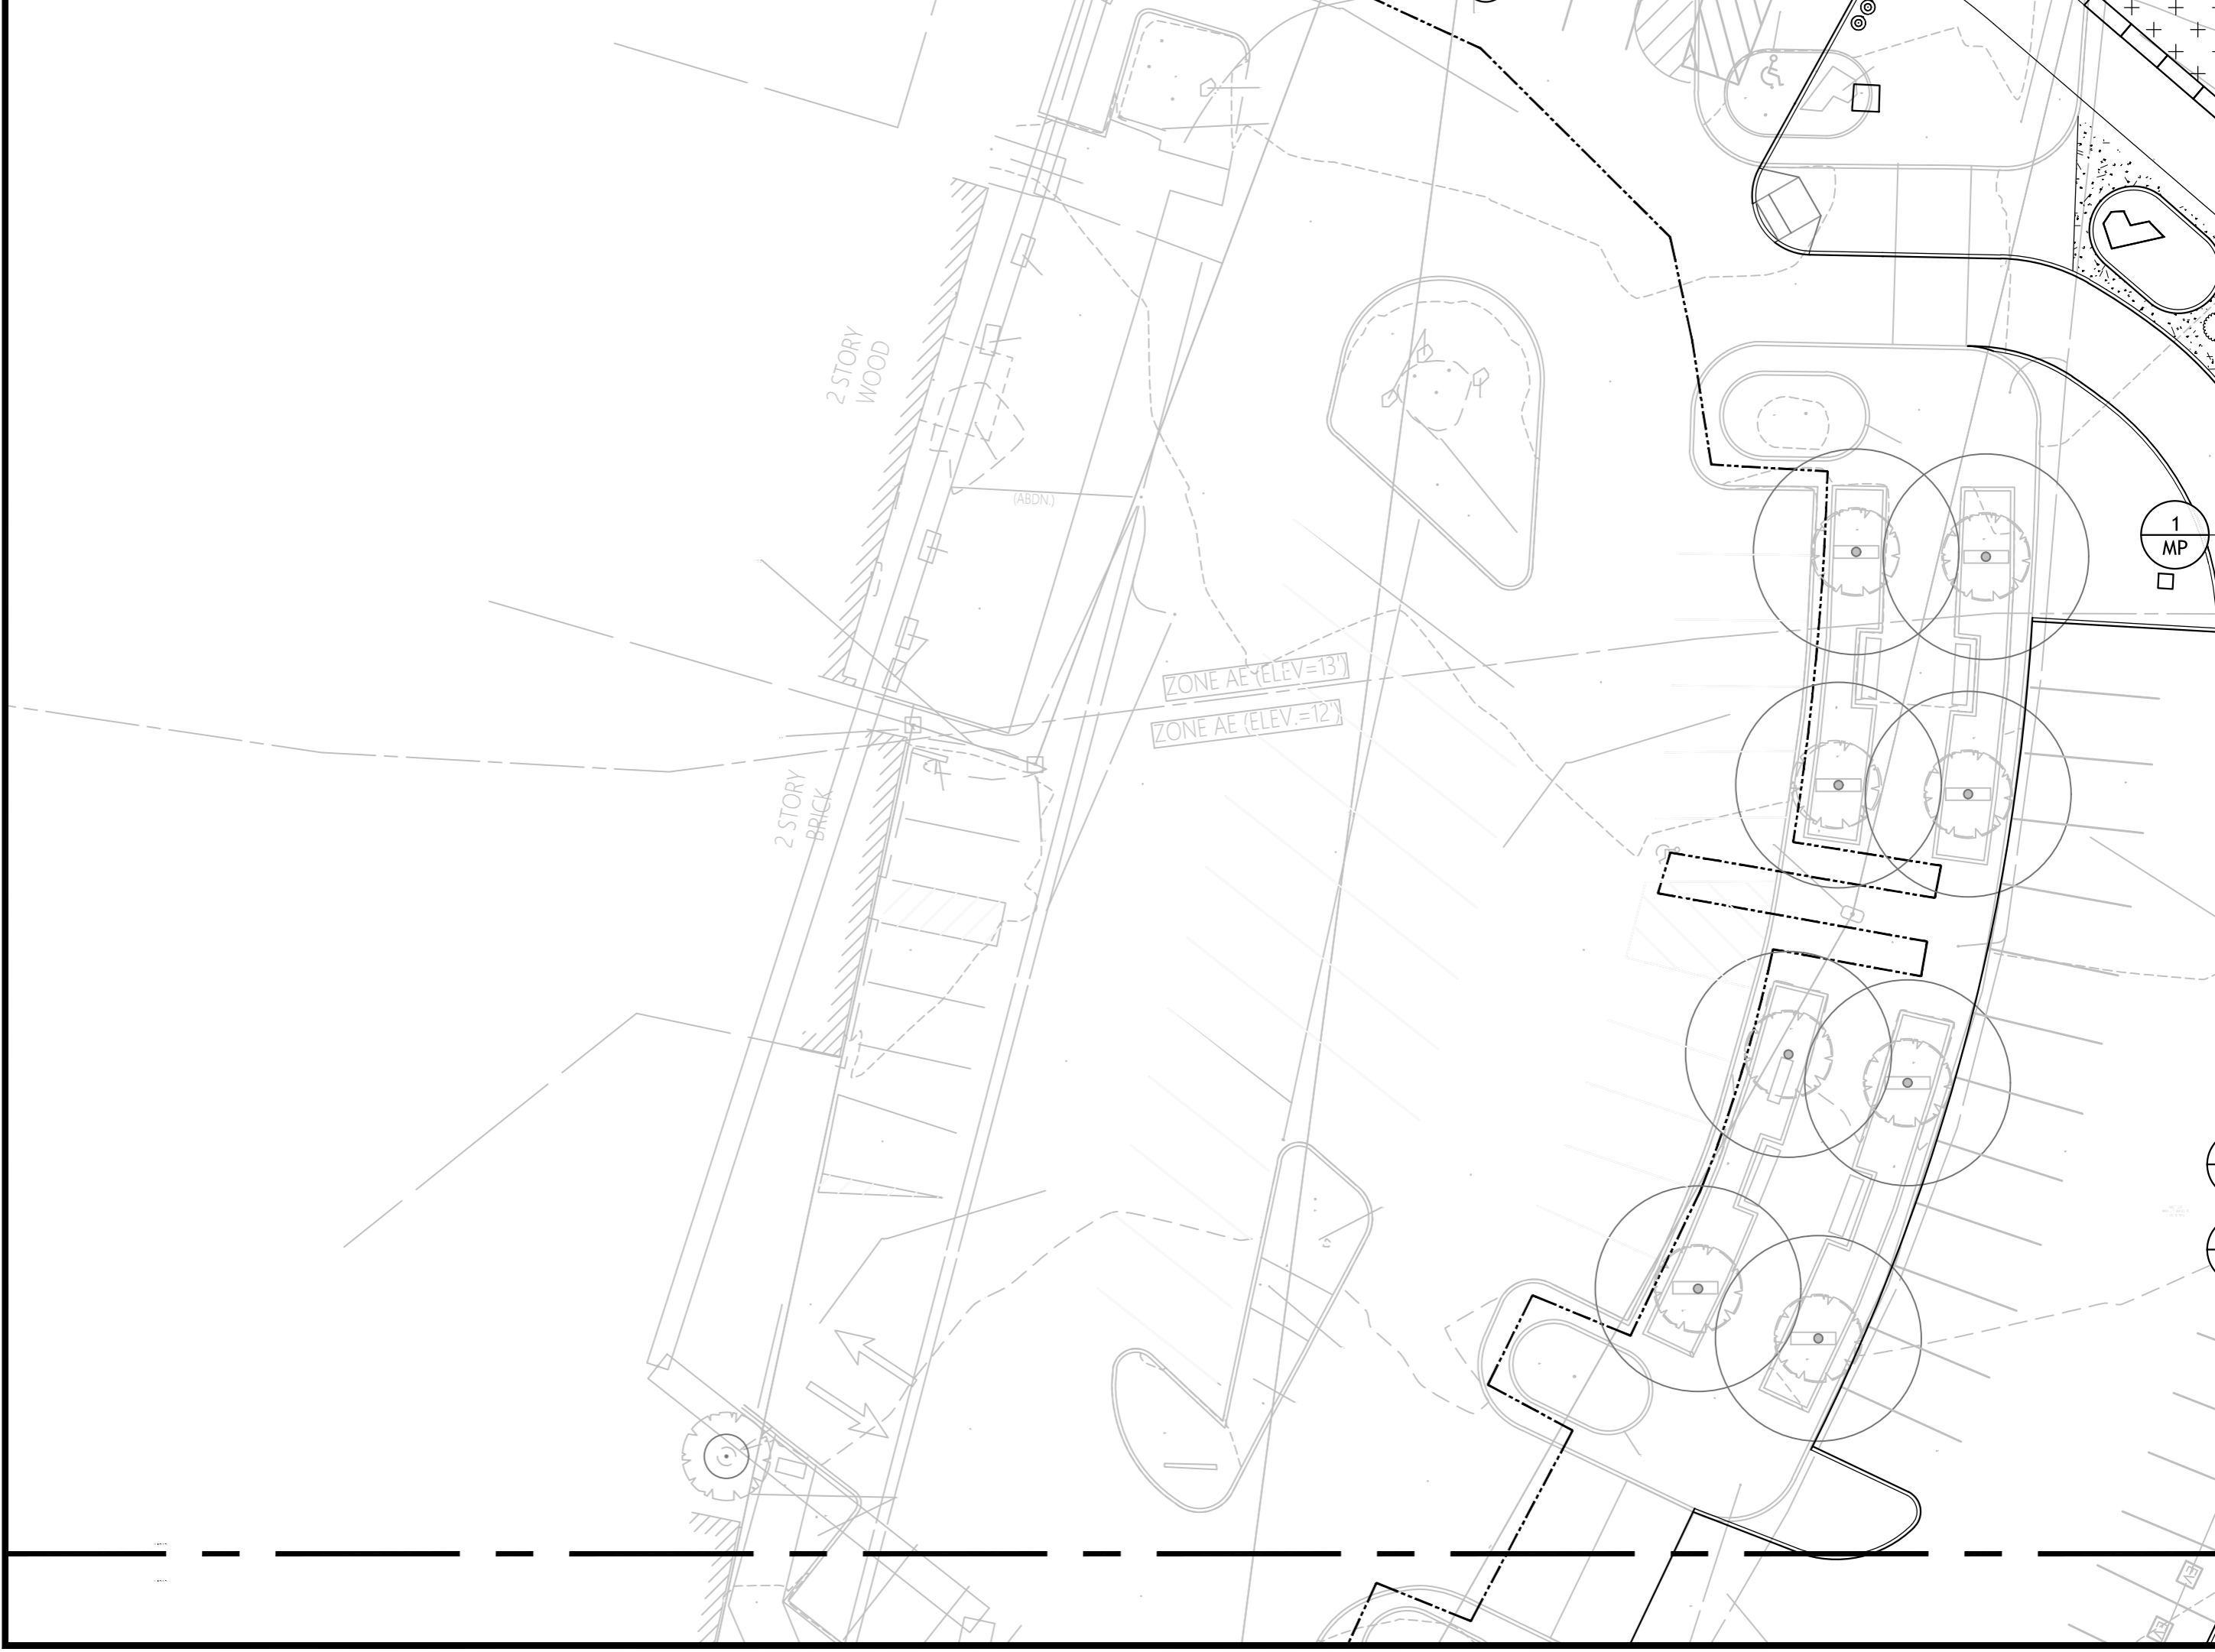 2 STORY
WOOD
(ABDN.)
1
MP
ZONE AE (ELEV=13')
ZONE AE (ELEV.=12')
2 STORY
BRICK